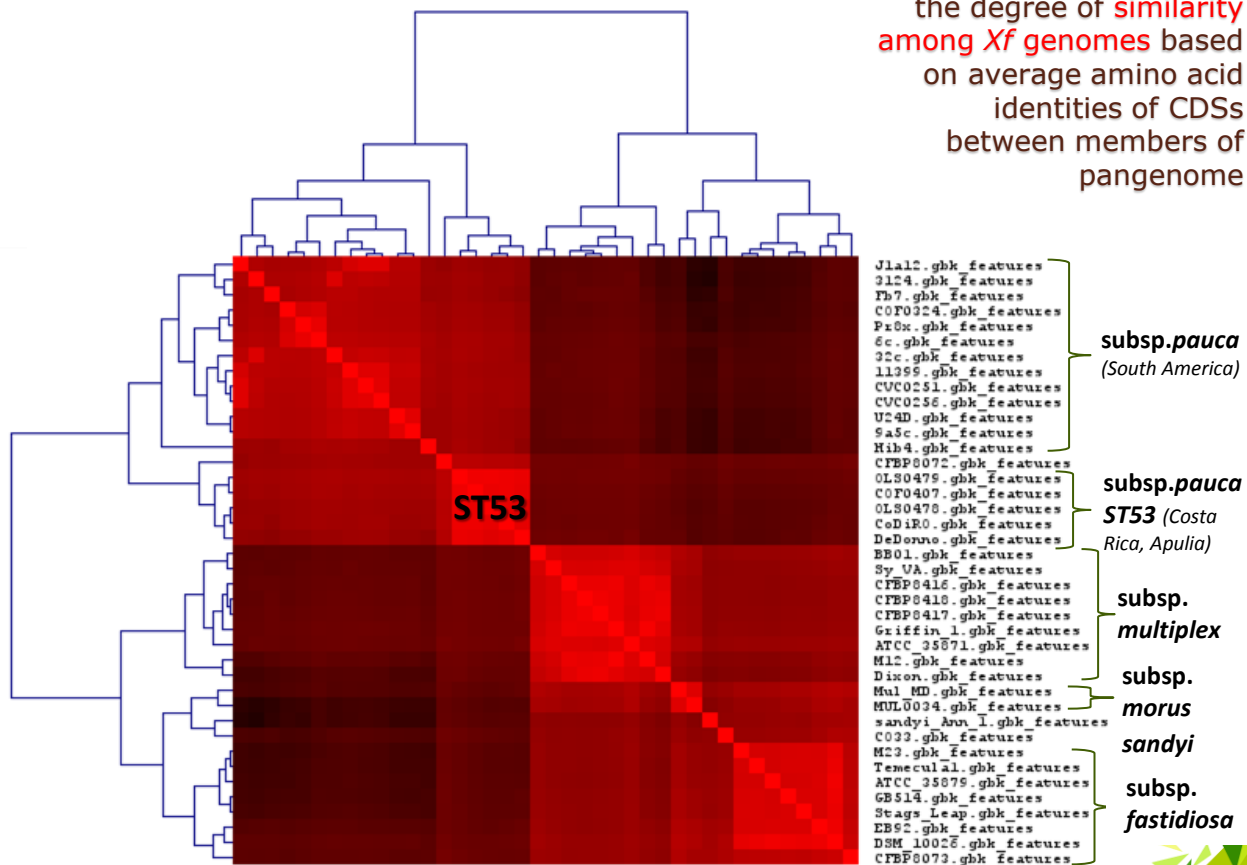 the degree of similarity
among Xf genomes based
on average amino acid
identities of CDSs
between members of
pangenome
J1a12.gbk_features
3124.gbk_features
Fb7.gbk_features
COF0324.gbk_features
Pr8x.gbk_features
6c.gbk_features
32c.gbk_features
11399.gbk_features
CVC0251.gbk_features
CVC0256.gbk_features
U24D.gbk_features
9a5c.gbk_features
Hib4.gbk_features
CFBP8072.gbk_features
OLS0479.gbk_features
COF0407.gbk_features
OLS0478.gbk_features
CoDiRO.gbk_features
DeDonno.gbk_features
BB01.gbk_features
Sy_VA.gbk_features
CFBP8416.gbk_features
CFBP8418.gbk_features
CFBP8417.gbk_features
Griffin_1.gbk_features
ATCC_35871.gbk_features
M12.gbk_features
Dixon.gbk_features
Mul_MD.gbk_features
MUL0034.gbk_features
sandyi_Ann_1.gbk_features
CO33.gbk_features
M23.gbk_features
Temecula1.gbk_features
ATCC_35879.gbk_features
GB514.gbk_features
Stags_Leap.gbk_features
EB92.gbk_features
DSM_10026.gbk_features
CFBP8073.gbk_features
ST53
subsp.pauca
(South America)
subsp.pauca
ST53 (Costa
Rica, Apulia)
subsp.
multiplex
subsp.
morus
sandyi
subsp.
fastidiosa